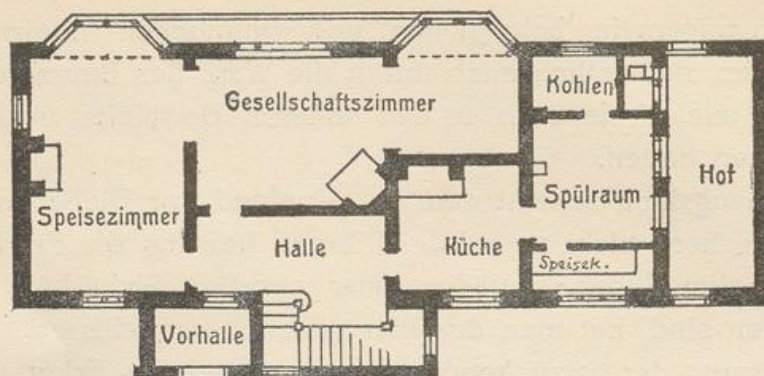 Kohlen
Gesellschaftszimmer
Hof
Speisezimmer
Spülraum
Halle
Küche
Speisek.
Vorhalle